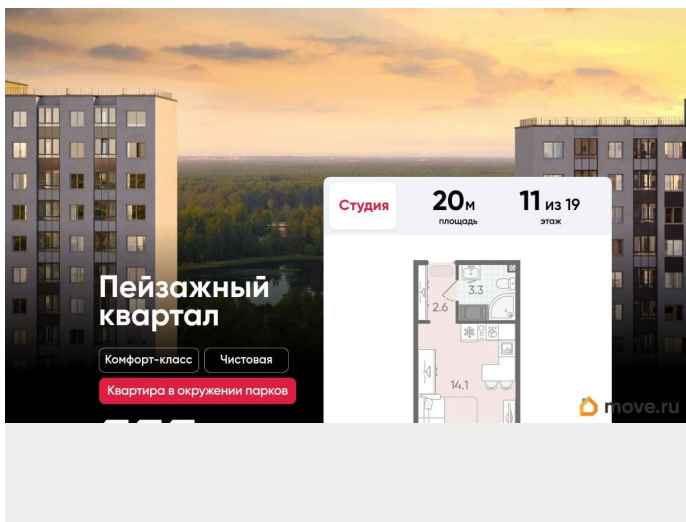 Студия
20м
площадь
11 из 19
этаж
Пейзажный
квартал
Комфорт-класс
Чистовая
Квартира в окружении парков
2.6
3.3
14.1
move.ru